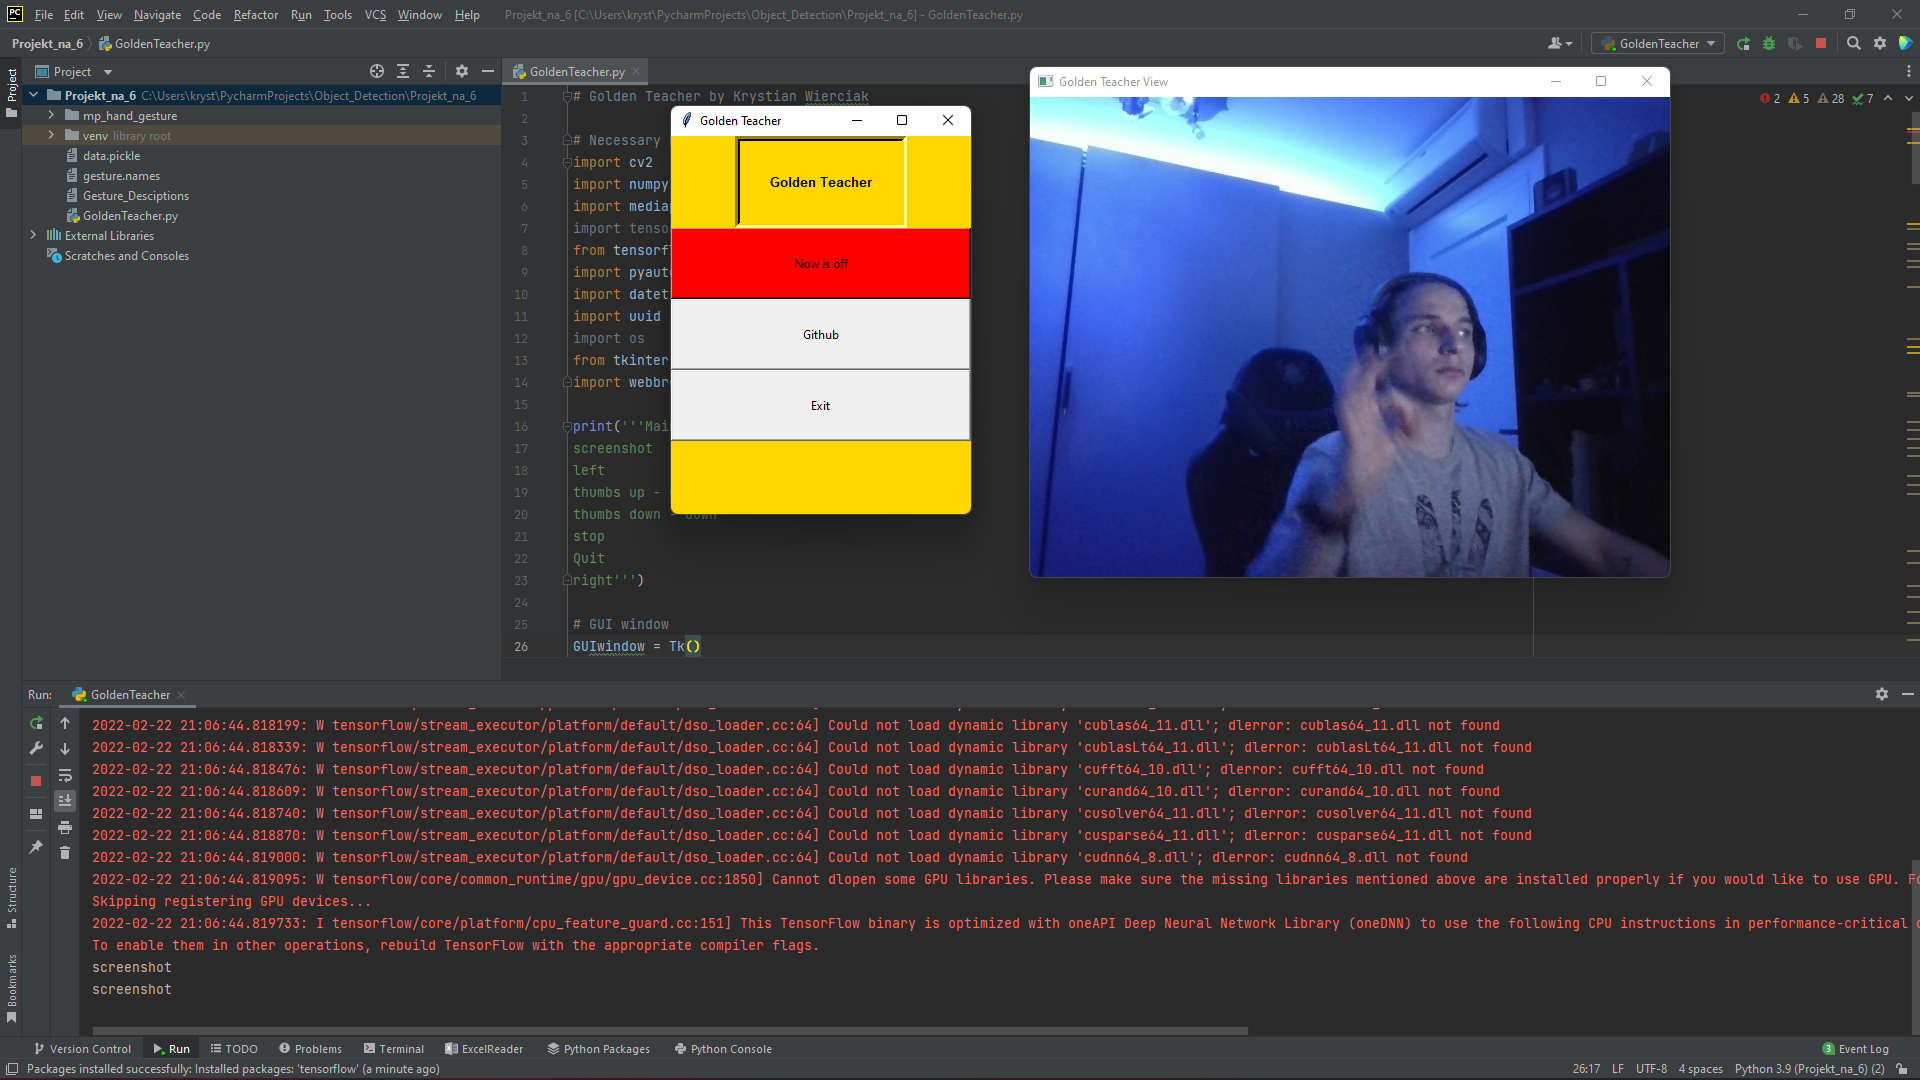 PC File Edit View Navigate Code Refactor Run Tools VCS Window Help Projekt_na_6 [C:\Users\kryst\PycharmProjects\Object_Detection\Projekt_na_6] - GoldenTeacher.py
Projekt_na_6 GoldenTeacher.py
GoldenTeacher
Project
Project
Projekt_na_6 C:\Users\kryst\PycharmProjects\Object_Detection\Projekt_na_6
mp_hand_gesture
venv library root
data.pickle
gesture.names
Gesture_Desciptions
GoldenTeacher.py
External Libraries
Scratches and Consoles
GoldenTeacher.py
2 5 28 7
1 # Golden Teacher by Krystian Wierciak
2
3 # Necessary
4 import cv2
5 import numpy
6 import media
7 import tenso
8 from tensorf
9 import pyaut
10 import datet
11 import uuid
12 import os
13 from tkinter
14 import webbr
15
16 print('''Mai
17 screenshot
18 left
19 thumbs up -
20 thumbs down - down
21 stop
22 Quit
23 right''')
24
25 # GUI window
26 GUIwindow = Tk()
Golden Teacher
Golden Teacher
Now is off
Github
Exit
Golden Teacher View
Run: GoldenTeacher
2022-02-22 21:06:44.818199: W tensorflow/stream_executor/platform/default/dso_loader.cc:64] Could not load dynamic library 'cublas64_11.dll'; dlerror: cublas64_11.dll not found
2022-02-22 21:06:44.818339: W tensorflow/stream_executor/platform/default/dso_loader.cc:64] Could not load dynamic library 'cublasLt64_11.dll'; dlerror: cublasLt64_11.dll not found
2022-02-22 21:06:44.818476: W tensorflow/stream_executor/platform/default/dso_loader.cc:64] Could not load dynamic library 'cufft64_10.dll'; dlerror: cufft64_10.dll not found
2022-02-22 21:06:44.818609: W tensorflow/stream_executor/platform/default/dso_loader.cc:64] Could not load dynamic library 'curand64_10.dll'; dlerror: curand64_10.dll not found
2022-02-22 21:06:44.818740: W tensorflow/stream_executor/platform/default/dso_loader.cc:64] Could not load dynamic library 'cusolver64_11.dll'; dlerror: cusolver64_11.dll not found
2022-02-22 21:06:44.818870: W tensorflow/stream_executor/platform/default/dso_loader.cc:64] Could not load dynamic library 'cusparse64_11.dll'; dlerror: cusparse64_11.dll not found
2022-02-22 21:06:44.819000: W tensorflow/stream_executor/platform/default/dso_loader.cc:64] Could not load dynamic library 'cudnn64_8.dll'; dlerror: cudnn64_8.dll not found
2022-02-22 21:06:44.819095: W tensorflow/core/common_runtime/gpu/gpu_device.cc:1850] Cannot dlopen some GPU libraries. Please make sure the missing libraries mentioned above are installed properly if you would like to use GPU. Fo
Skipping registering GPU devices...
2022-02-22 21:06:44.819733: I tensorflow/core/platform/cpu_feature_guard.cc:151] This TensorFlow binary is optimized with oneAPI Deep Neural Network Library (oneDNN) to use the following CPU instructions in performance-critical
To enable them in other operations, rebuild TensorFlow with the appropriate compiler flags.
screenshot
screenshot
Structure
Bookmarks
Version Control Run TODO Problems Terminal ExcelReader Python Packages Python Console 3 Event Log
Packages installed successfully: Installed packages: 'tensorflow' (a minute ago) 26:17 LF UTF-8 4 spaces Python 3.9 (Projekt_na_6) (2)